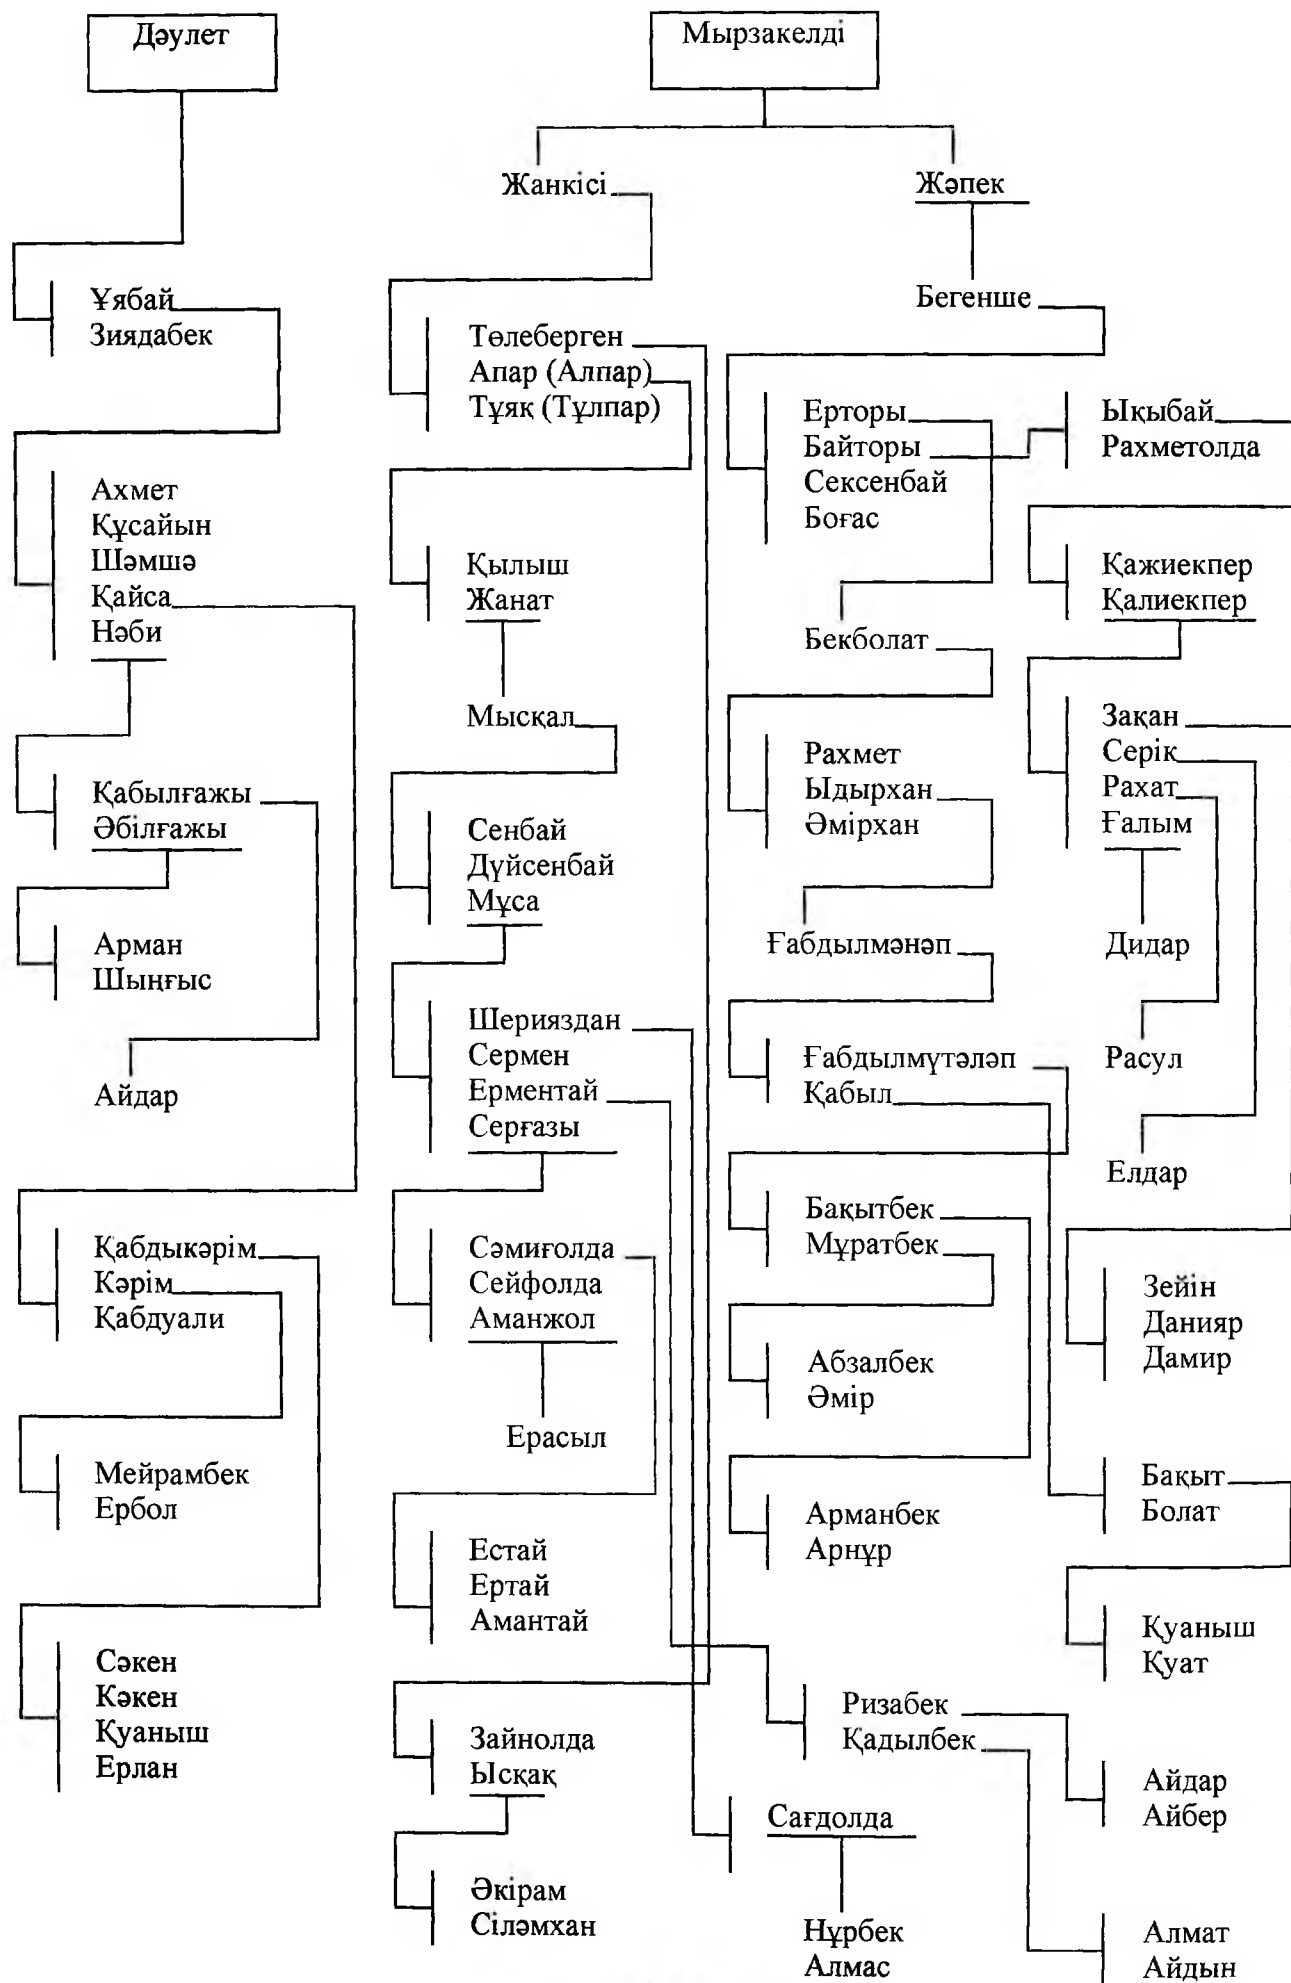 Дәулет
Ұябай
Зиядабек
Ахмет
Құсайын
Шәмшә
Қайса
Нәби
Қабылғажы
Әбілғажы
Арман
Шыңғыс
Айдар
Қабдыкәрім
Кәрім
Қабдуали
Мейрамбек
Ербол
Сәкен
Кәкен
Қуаныш
Ерлан
Мырзакелді
Жанкісі
Төлеберген
Апар (Алпар)
Тұяқ (Тұлпар)
Қылыш
Жанат
Мысқал
Сенбай
Дүйсенбай
Мұса
Шерияздан
Сермен
Ерментай
Серғазы
Сәмиғолда
Сейфолда
Аманжол
Ерасыл
Естай
Ертай
Амантай
Зайнолда
Ысқақ
Әкірам
Сіләмхан
Жәпек
Бегенше
Ерторы
Байторы
Сексенбай
Боғас
Бекболат
Рахмет
Ыдырхан
Әмірхан
Ғабдылмәнәп
Ғабдылмүтәләп
Қабыл
Бақытбек
Мұратбек
Абзалбек
Әмір
Арманбек
Арнұр
Ризабек
Қадылбек
Сағдолда
Нұрбек
Алмас
Ықыбай
Рахметолда
Қажиекпер
Қалиекпер
Зақан
Серік
Рахат
Ғалым
Дидар
Расул
Елдар
Зейін
Данияр
Дамир
Бақыт
Болат
Қуаныш
Қуат
Айдар
Айбер
Алмат
Айдын